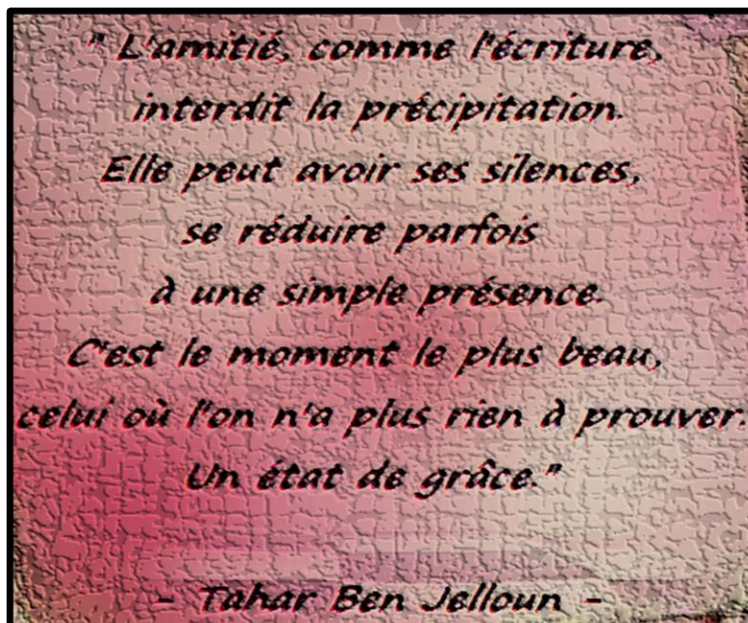 " L'amitié, comme l'écriture,
interdit la précipitation.
Elle peut avoir ses silences,
se réduire parfois
à une simple présence.
C'est le moment le plus beau,
celui où l'on n'a plus rien à prouver.
Un état de grâce."
- Tahar Ben Jelloun -